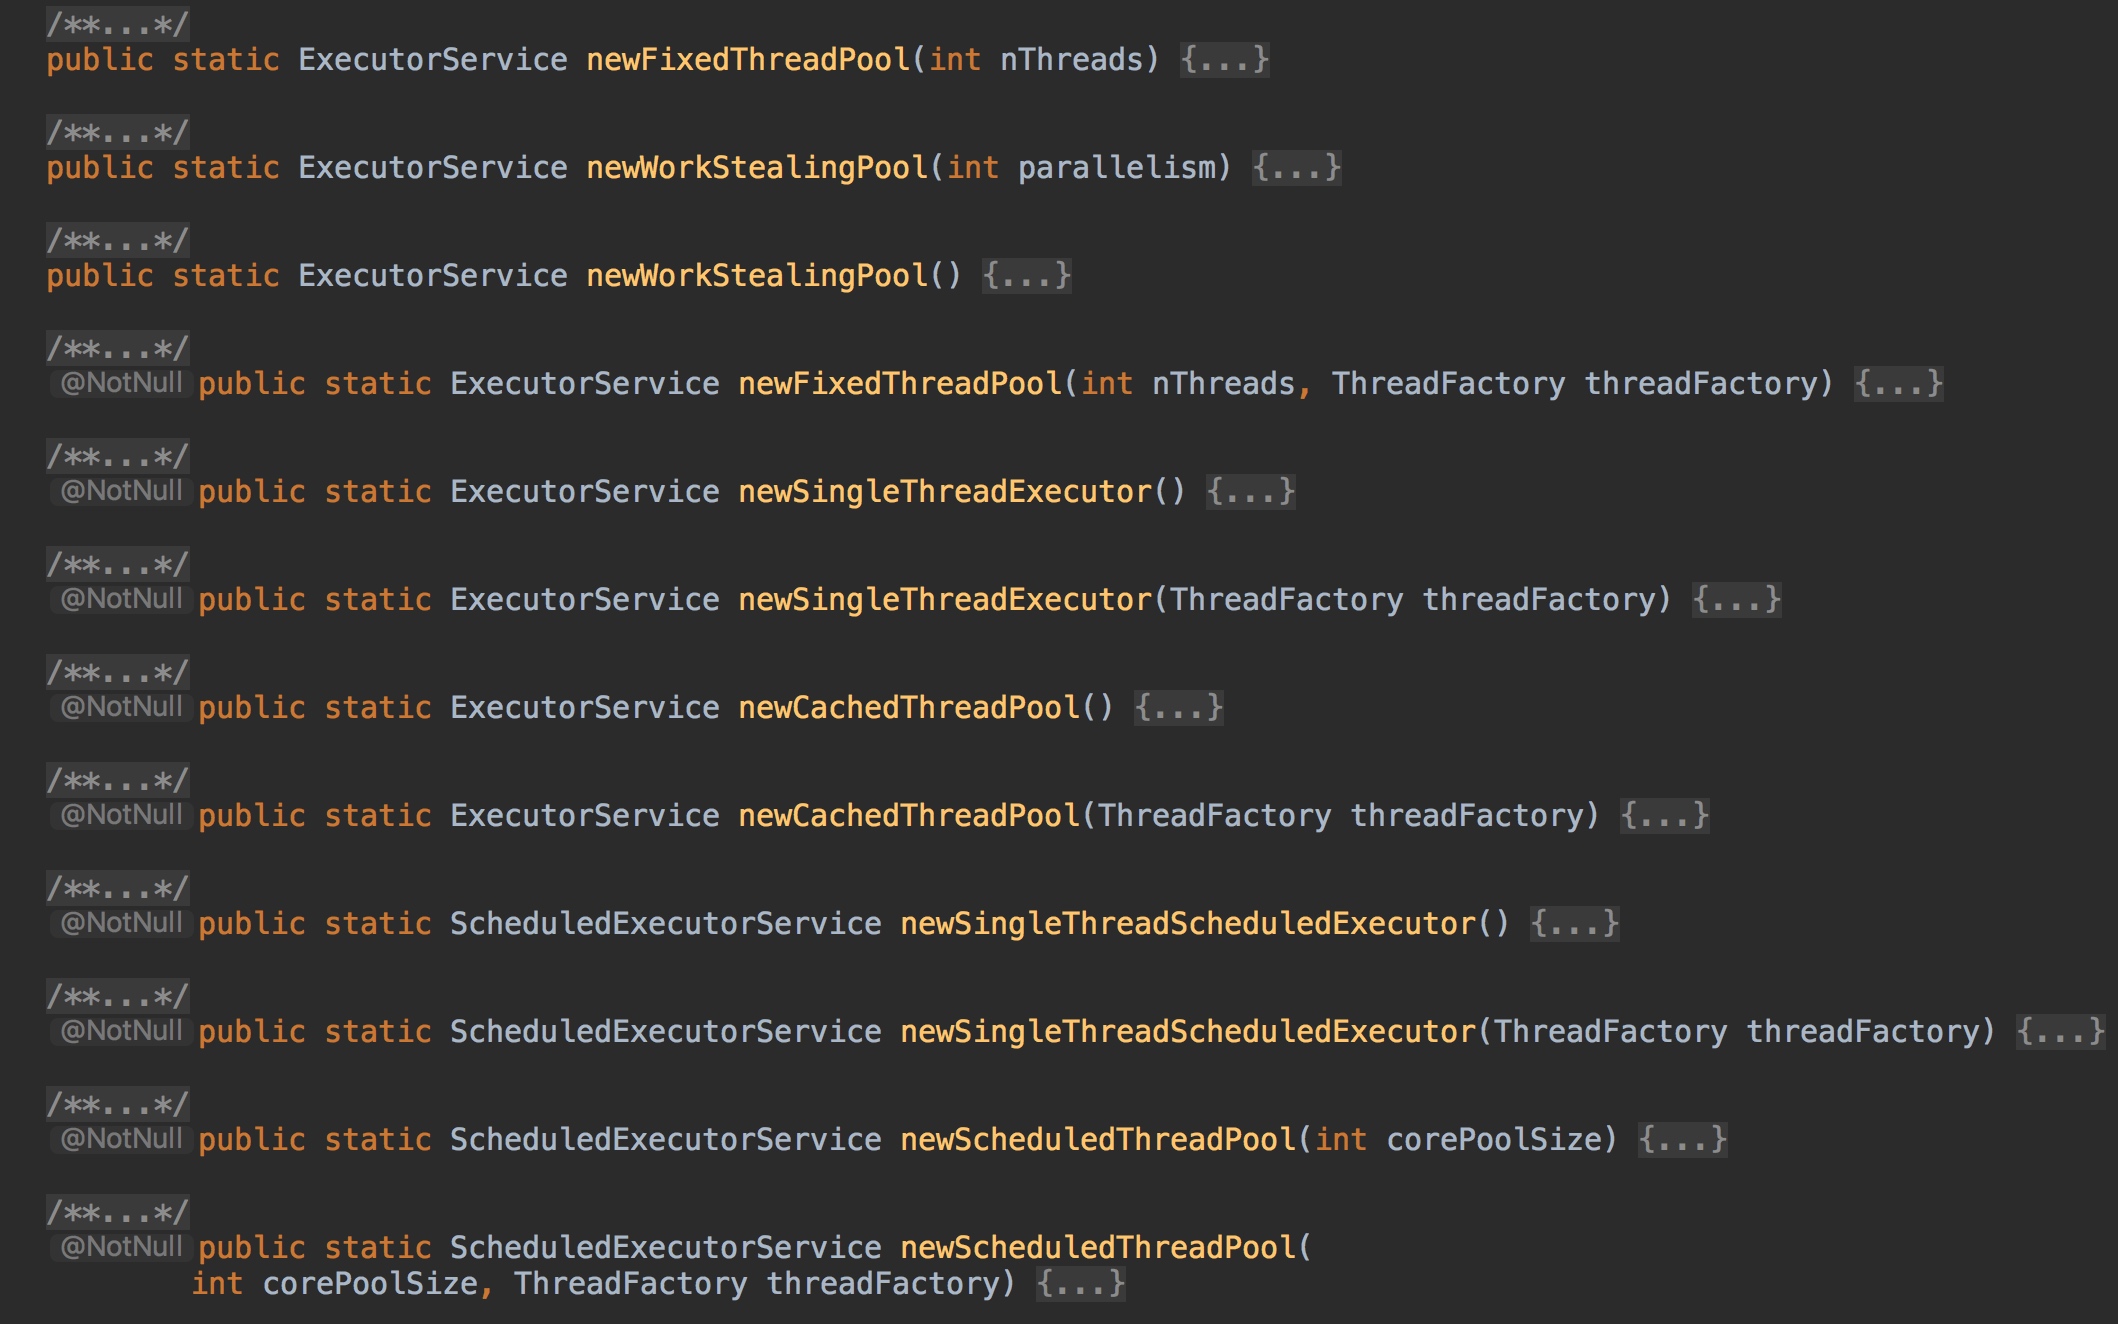 /**...*/
public static ExecutorService newFixedThreadPool(int nThreads) {...}
/**...*/
public static ExecutorService newWorkStealingPool(int parallelism) {...}
/**...*/
public static ExecutorService newWorkStealingPool() {...}
/**...*/
@NotNull public static ExecutorService newFixedThreadPool(int nThreads, ThreadFactory threadFactory) {...}
/**...*/
@NotNull public static ExecutorService newSingleThreadExecutor() {...}
/**...*/
@NotNull public static ExecutorService newSingleThreadExecutor(ThreadFactory threadFactory) {...}
/**...*/
@NotNull public static ExecutorService newCachedThreadPool() {...}
/**...*/
@NotNull public static ExecutorService newCachedThreadPool(ThreadFactory threadFactory) {...}
/**...*/
@NotNull public static ScheduledExecutorService newSingleThreadScheduledExecutor() {...}
/**...*/
@NotNull public static ScheduledExecutorService newSingleThreadScheduledExecutor(ThreadFactory threadFactory) {...}
/**...*/
@NotNull public static ScheduledExecutorService newScheduledThreadPool(int corePoolSize) {...}
/**...*/
@NotNull public static ScheduledExecutorService newScheduledThreadPool(
int corePoolSize, ThreadFactory threadFactory) {...}